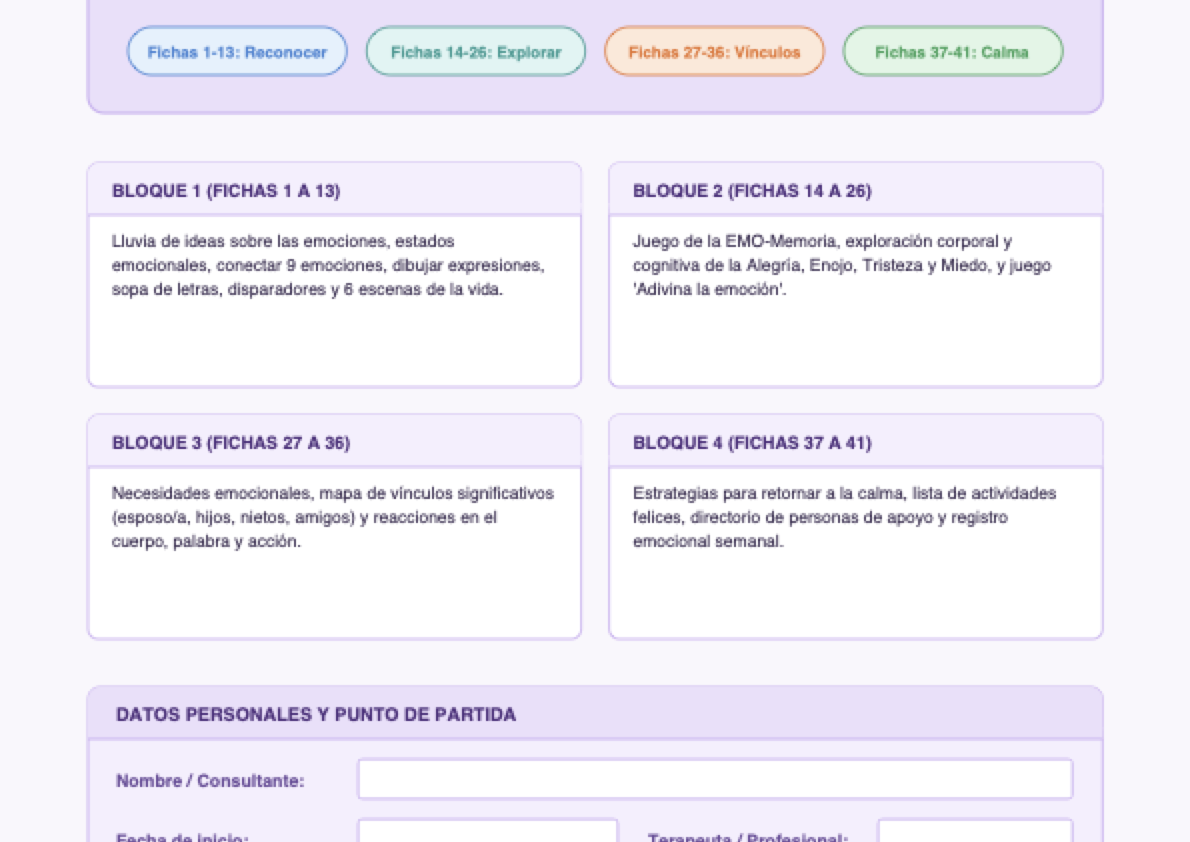 Fichas 1-13: Reconocer
Fichas 14-26: Explorar
Fichas 27-36: Vínculos
Fichas 37-41: Calma
BLOQUE 1 (FICHAS 1 A 13)
Lluvia de ideas sobre las emociones, estados
emocionales, conectar 9 emociones, dibujar expresiones,
sopa de letras, disparadores y 6 escenas de la vida.
BLOQUE 2 (FICHAS 14 A 26)
Juego de la EMO-Memoria, exploración corporal y
cognitiva de la Alegría, Enojo, Tristeza y Miedo, y juego
'Adivina la emoción'.
BLOQUE 3 (FICHAS 27 A 36)
Necesidades emocionales, mapa de vínculos significativos
(esposo/a, hijos, nietos, amigos) y reacciones en el
cuerpo, palabra y acción.
BLOQUE 4 (FICHAS 37 A 41)
Estrategias para retornar a la calma, lista de actividades
felices, directorio de personas de apoyo y registro
emocional semanal.
DATOS PERSONALES Y PUNTO DE PARTIDA
Nombre / Consultante:
Fecha de inicio:
Terapeuta / Profesional: